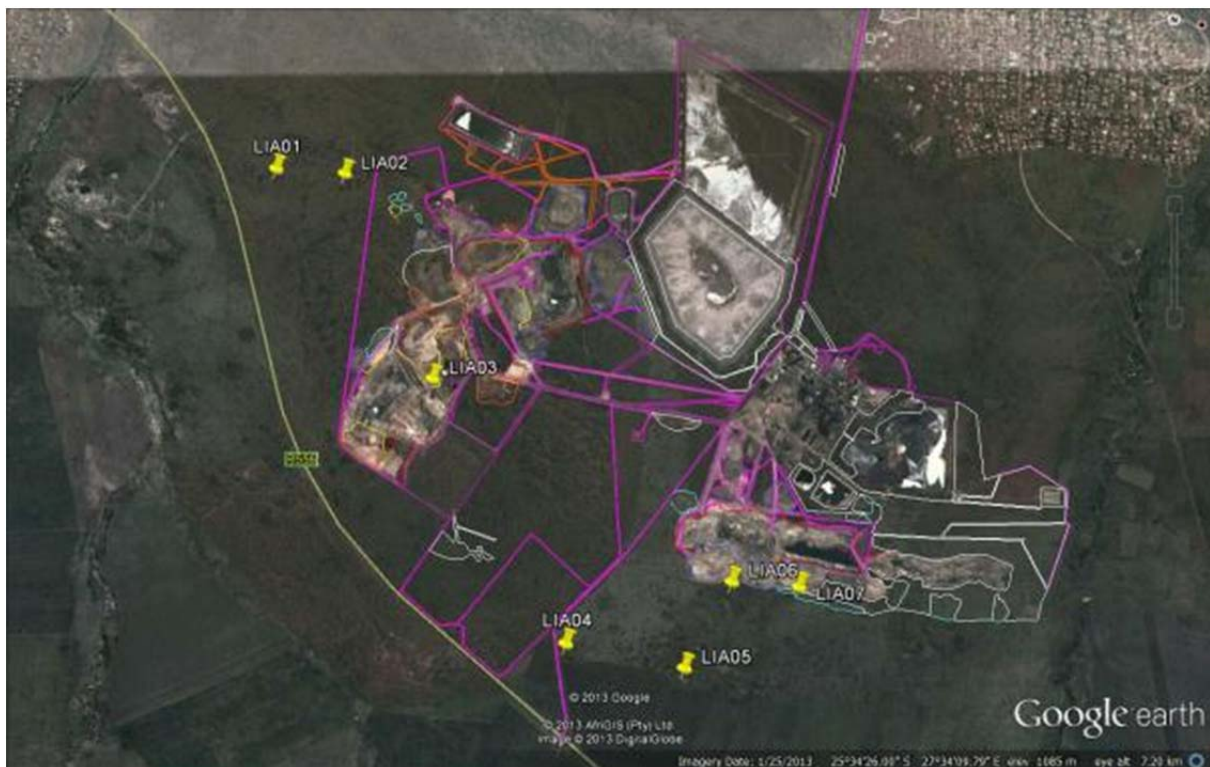 LIA01
LIA02
LIA03
LIA04
LIA05
LIA06
LIA07
© 2013 Google
© 2013 AfriGIS (Pty) Ltd
Image © 2013 DigitalGlobe
Google earth
Imagery Date: 1/25/2013 25°34'26.00" S 27°34'09.79" E elev 1085 m eye alt 7.20 km